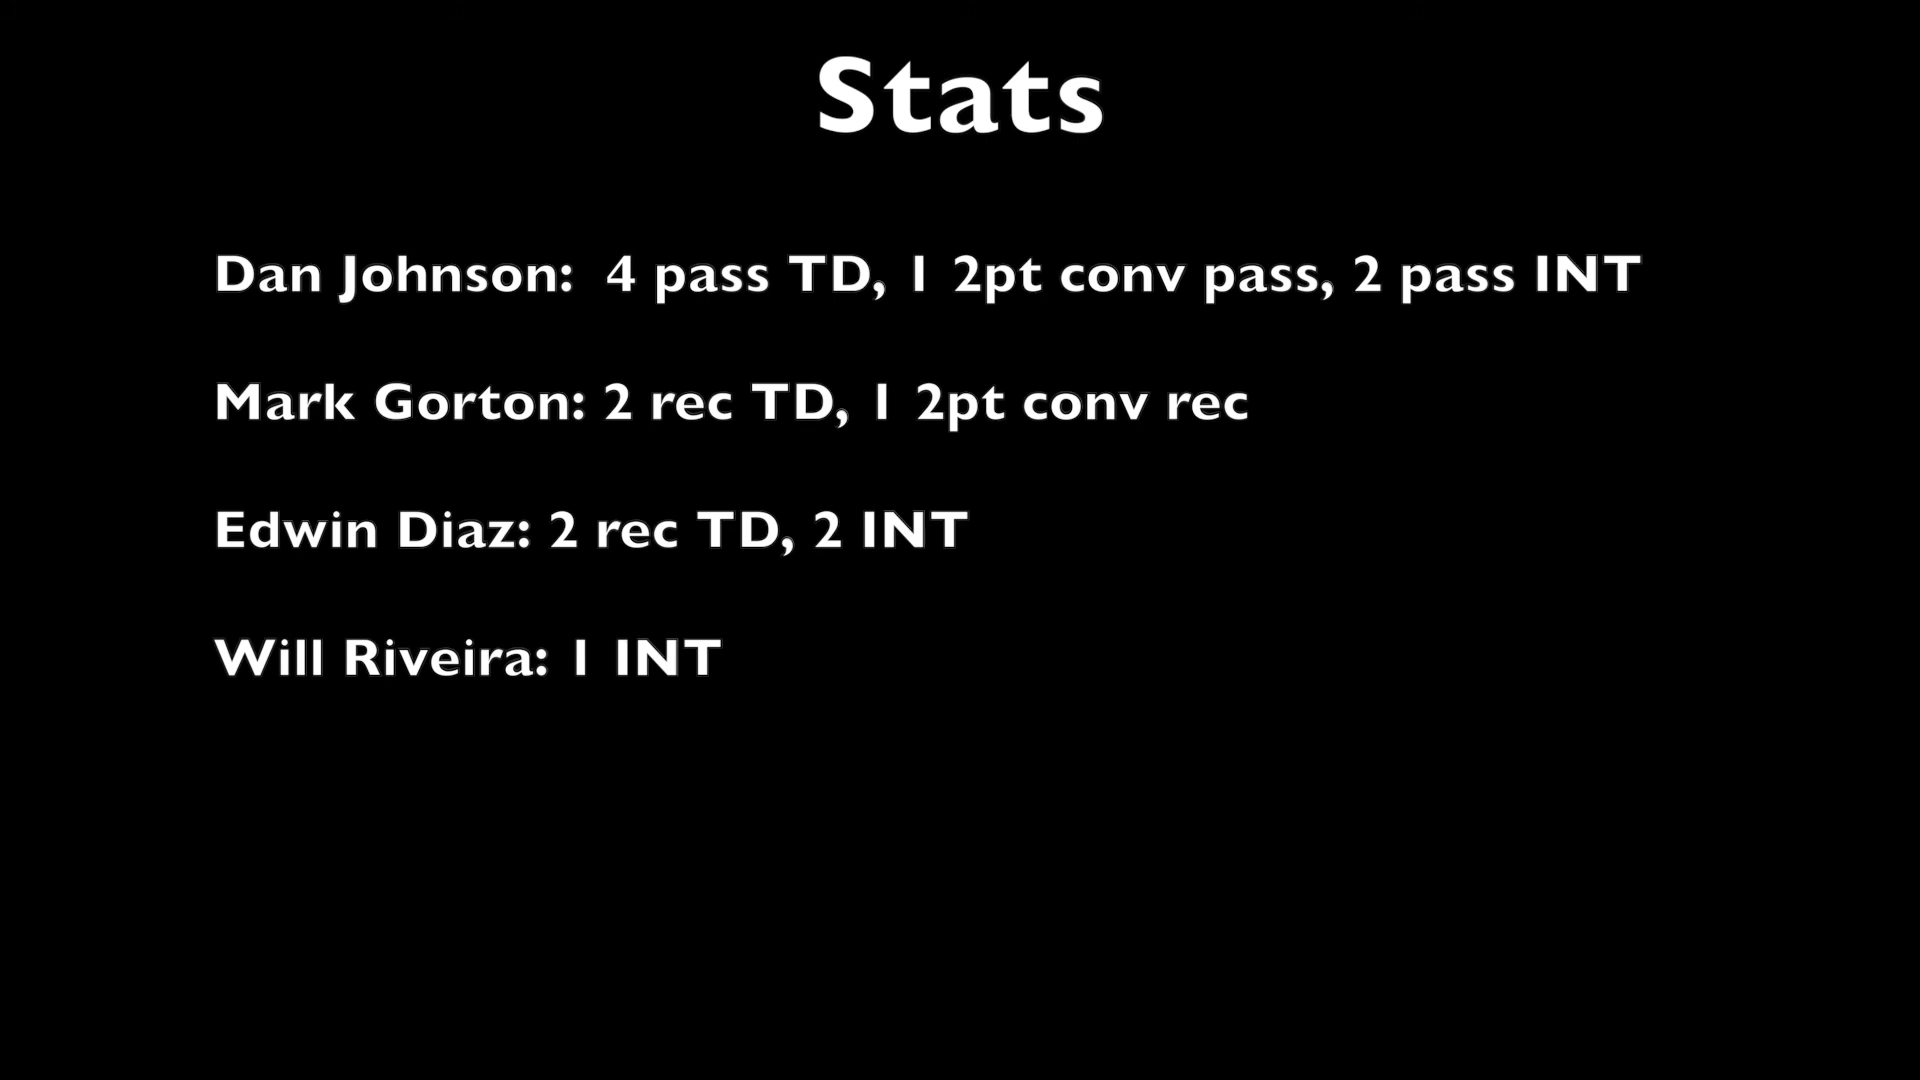 Stats
Dan Johnson:  4 pass TD, 1 2pt conv pass, 2 pass INT
Mark Gorton: 2 rec TD, 1 2pt conv rec
Edwin Diaz: 2 rec TD, 2 INT
Will Riveira: 1 INT